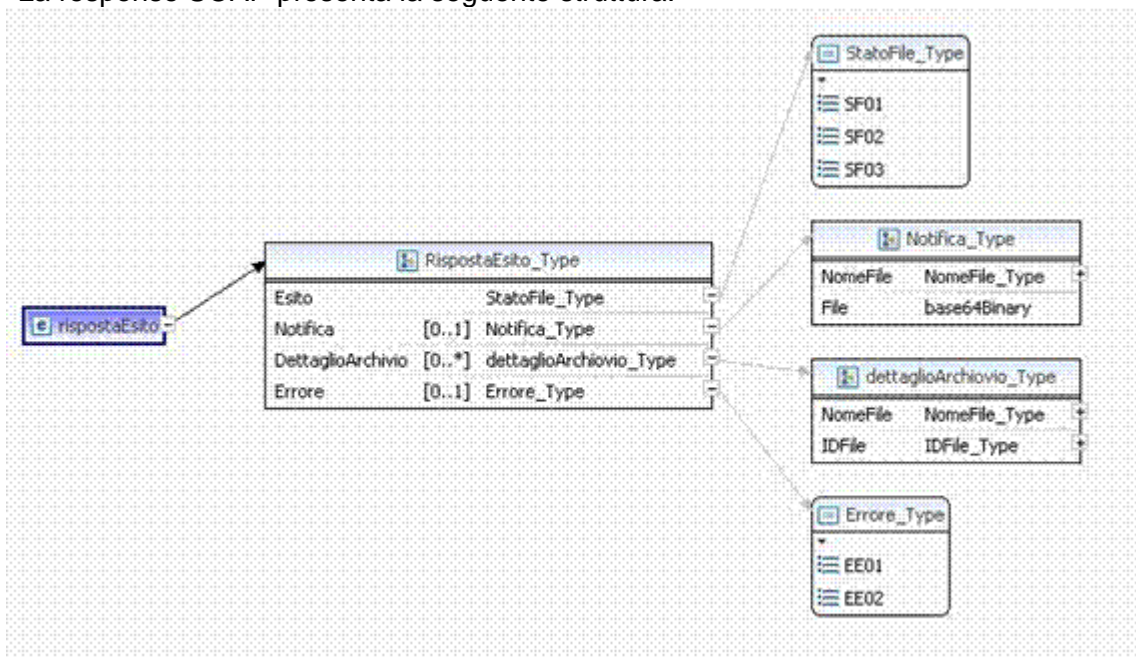 La response SOAP presenta la seguente struttura:
StatoFile_Type
SF01
SF02
SF03
rispostaEsito
RispostaEsito_Type
Esito StatoFile_Type
Notifica [0..1] Notifica_Type
DettaglioArchivio [0..*] dettaglioArchiovio_Type
Errore [0..1] Errore_Type
Notifica_Type
NomeFile NomeFile_Type
File base64Binary
dettaglioArchiovio_Type
NomeFile NomeFile_Type
IDFile IDFile_Type
Errore_Type
EE01
EE02